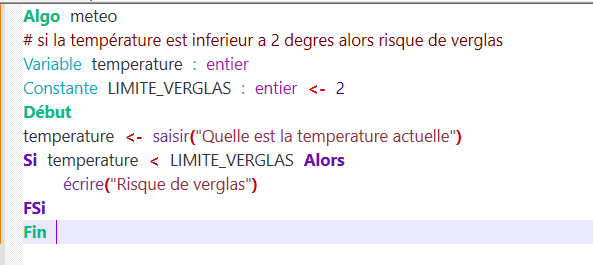 Algo meteo
# si la température est inferieur a 2 degres alors risque de verglas
Variable temperature : entier
Constante LIMITE_VERGLAS : entier <- 2
Début
temperature <- saisir("Quelle est la temperature actuelle")
Si temperature < LIMITE_VERGLAS Alors
écrire("Risque de verglas")
FSi
Fin